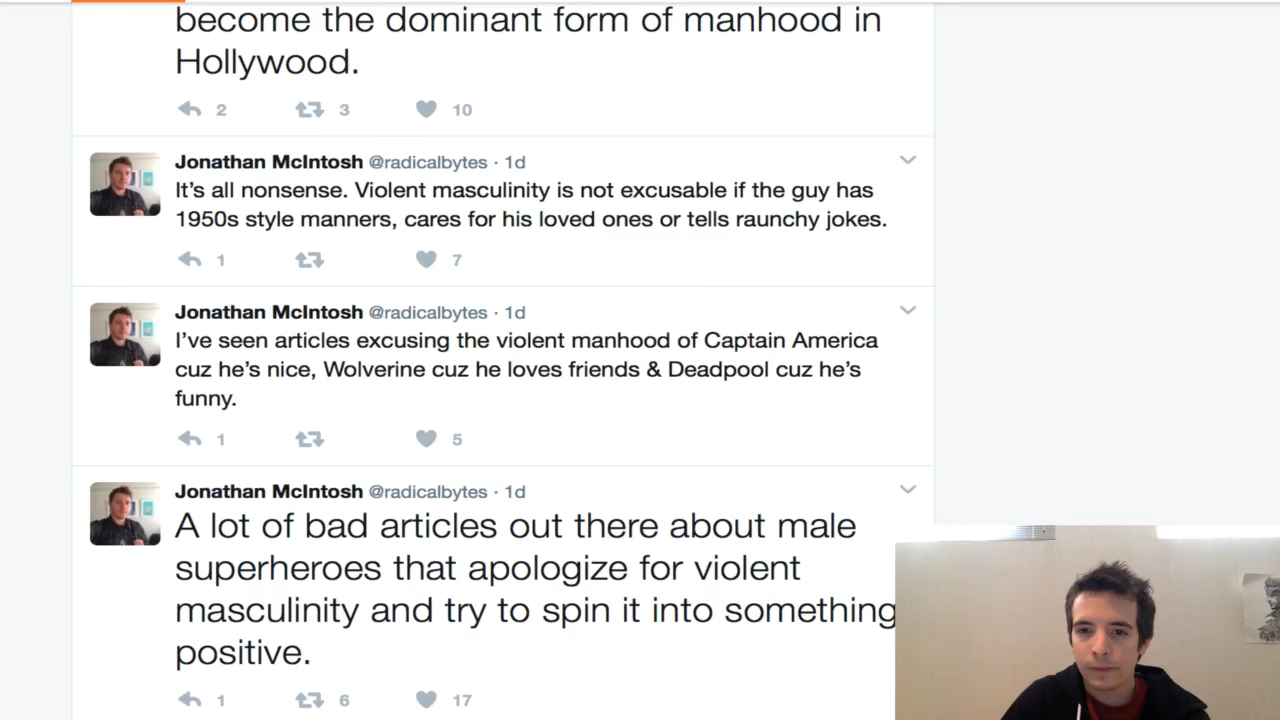 become the dominant form of manhood in
Hollywood.
2 3 10
Jonathan McIntosh @radicalbytes · 1d
It's all nonsense. Violent masculinity is not excusable if the guy has
1950s style manners, cares for his loved ones or tells raunchy jokes.
1 7
Jonathan McIntosh @radicalbytes · 1d
I've seen articles excusing the violent manhood of Captain America
cuz he's nice, Wolverine cuz he loves friends & Deadpool cuz he's
funny.
1 5
Jonathan McIntosh @radicalbytes · 1d
A lot of bad articles out there about male
superheroes that apologize for violent
masculinity and try to spin it into something
positive.
1 6 17